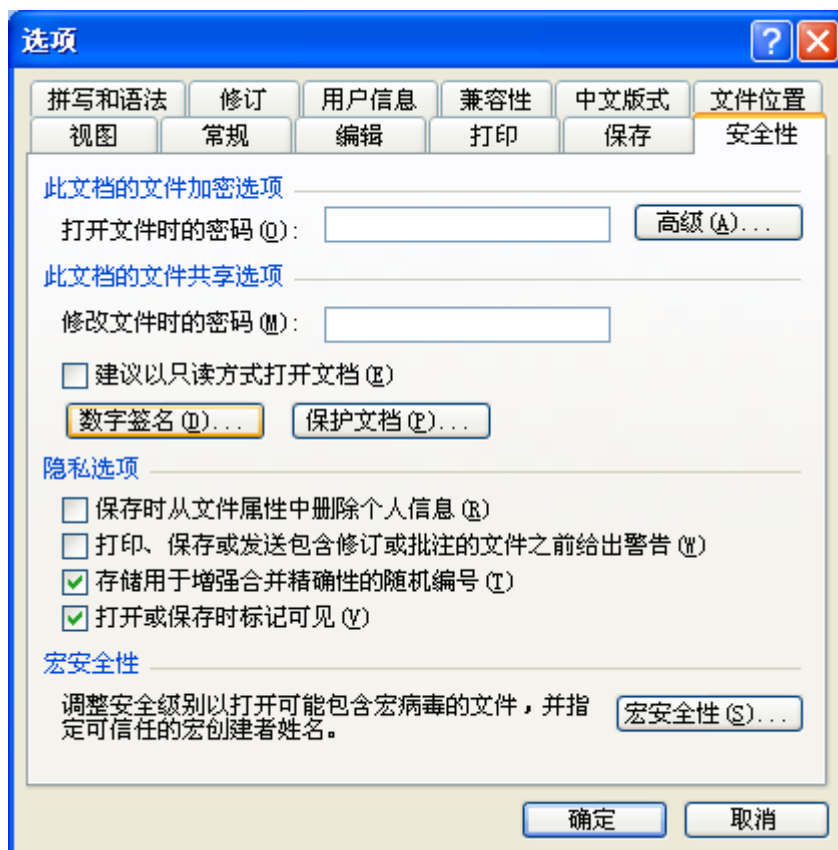 选项
拼写和语法 修订 用户信息 兼容性 中文版式 文件位置
视图 常规 编辑 打印 保存 安全性
此文档的文件加密选项
打开文件时的密码(O): 高级(A)...
此文档的文件共享选项
修改文件时的密码(M):
建议以只读方式打开文档(E)
数字签名(D)... 保护文档(P)...
隐私选项
保存时从文件属性中删除个人信息(R)
打印、保存或发送包含修订或批注的文件之前给出警告(W)
存储用于增强合并精确性的随机编号(T)
打开或保存时标记可见(V)
宏安全性
调整安全级别以打开可能包含宏病毒的文件，并指
定可信任的宏创建者姓名。 宏安全性(S)...
确定 取消